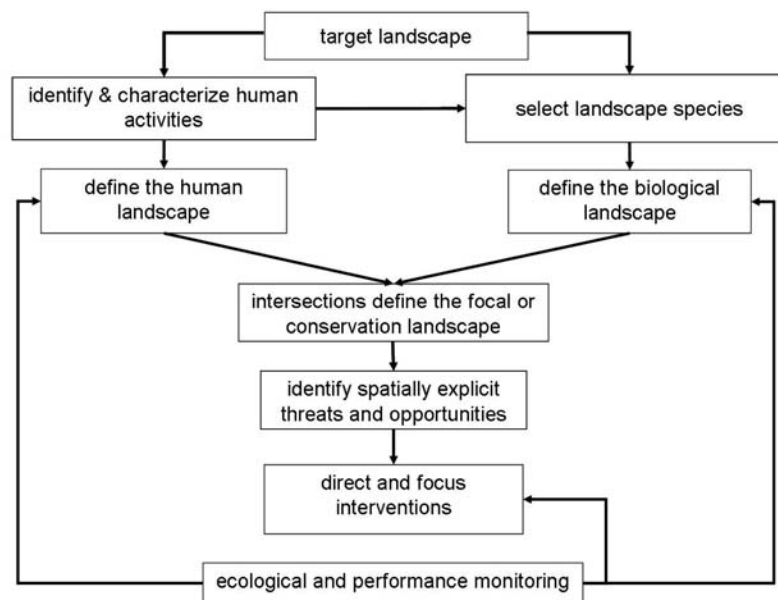 target landscape
identify & characterize human
activities
select landscape species
define the human
landscape
define the biological
landscape
intersections define the focal or
conservation landscape
identify spatially explicit
threats and opportunities
direct and focus
interventions
ecological and performance monitoring